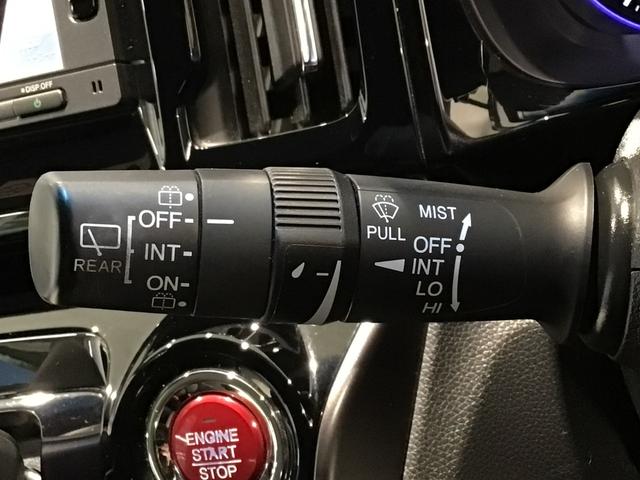 DISP OFF
OFF
INT
REAR
ON
PULL
MIST
OFF
INT
LO
HI
ENGINE
START
STOP